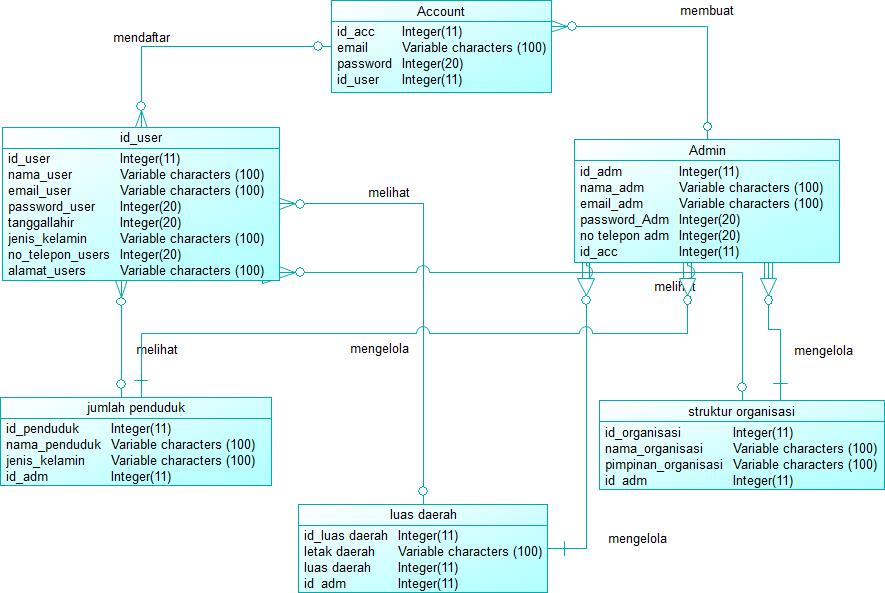 Account
id_acc Integer(11)
email Variable characters (100)
password Integer(20)
id_user Integer(11)
membuat
mendaftar
id_user
id_user Integer(11)
nama_user Variable characters (100)
email_user Variable characters (100)
password_user Integer(20)
tanggallahir Integer(20)
jenis_kelamin Variable characters (100)
no_telepon_users Integer(20)
alamat_users Variable characters (100)
Admin
id_adm Integer(11)
nama_adm Variable characters (100)
email_adm Variable characters (100)
password_Adm Integer(20)
no telepon adm Integer(20)
id_acc Integer(11)
melihat
melihat
melihat
mengelola
mengelola
jumlah penduduk
id_penduduk Integer(11)
nama_penduduk Variable characters (100)
jenis_kelamin Variable characters (100)
id_adm Integer(11)
struktur organisasi
id_organisasi Integer(11)
nama_organisasi Variable characters (100)
pimpinan_organisasi Variable characters (100)
id_adm Integer(11)
luas daerah
id_luas daerah Integer(11)
letak daerah Variable characters (100)
luas daerah Integer(11)
id_adm Integer(11)
mengelola